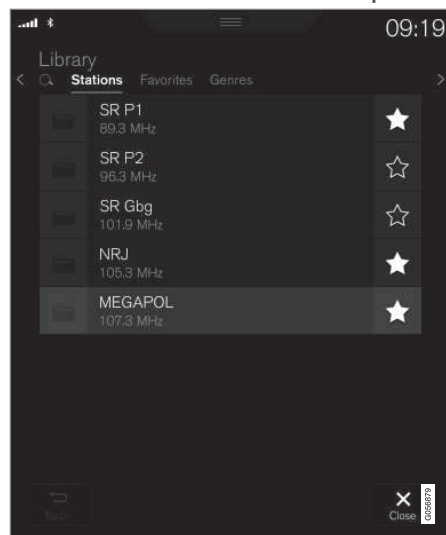 09:19
Library
Stations Favorites Genres
SR P1
89.3 MHz
SR P2
96.3 MHz
SR Gbg
101.9 MHz
NRJ
105.3 MHz
MEGAPOL
107.3 MHz
Back
Close
G056879